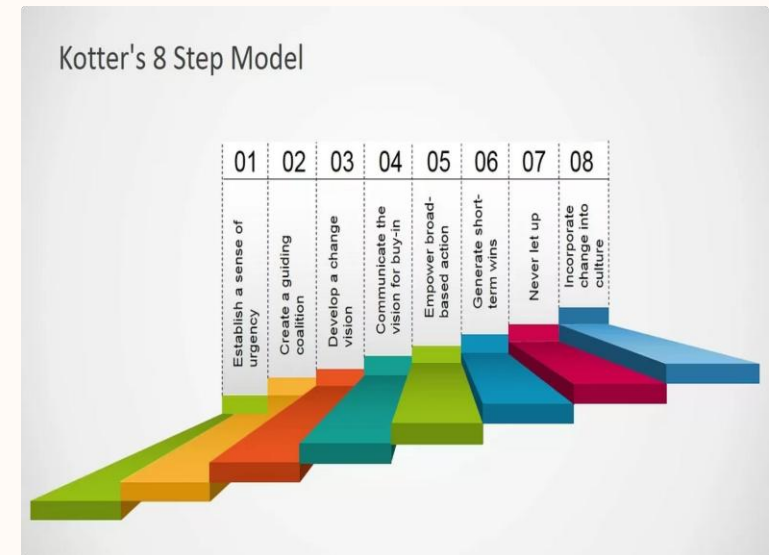 Kotter's 8 Step Model
01
02
03
04
05
06
07
08
Establish a sense of
urgency
Create a guiding
coalition
Develop a change
vision
Communicate the
vision for buy-in
Empower broad-
based action
Generate short-
term wins
Never let up
Incorporate
change into
culture